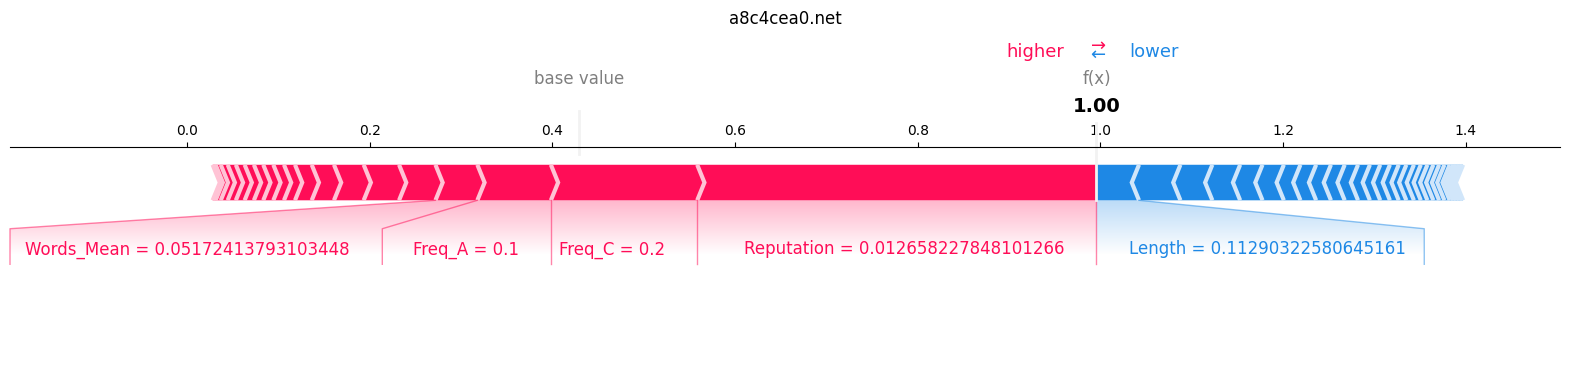 a8c4cea0.net
higher → ← lower
base value f(x)
1.00
0.0 0.2 0.4 0.6 0.8 1.0 1.2 1.4
Words_Mean = 0.05172413793103448 Freq_A = 0.1 Freq_C = 0.2 Reputation = 0.012658227848101266 Length = 0.11290322580645161